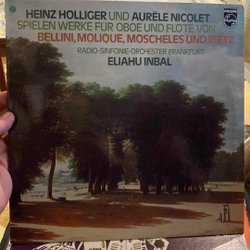 HEINZ HOLLIGER UND AURÈLE NICOLET
SPIELEN WERKE FÜR OBOE UND FLÖTE VON
BELLINI, MOLIQUE, MOSCHELES UND RIETZ
RADIO-SINFONIE-ORCHESTER FRANKFURT
ELIAHU INBAL
PHILIPS